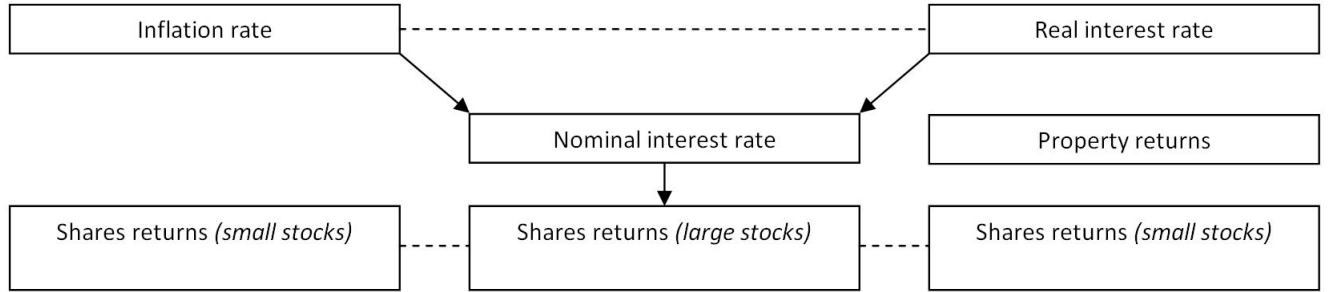 Inflation rate
Real interest rate
Nominal interest rate
Property returns
Shares returns (small stocks)
Shares returns (large stocks)
Shares returns (small stocks)